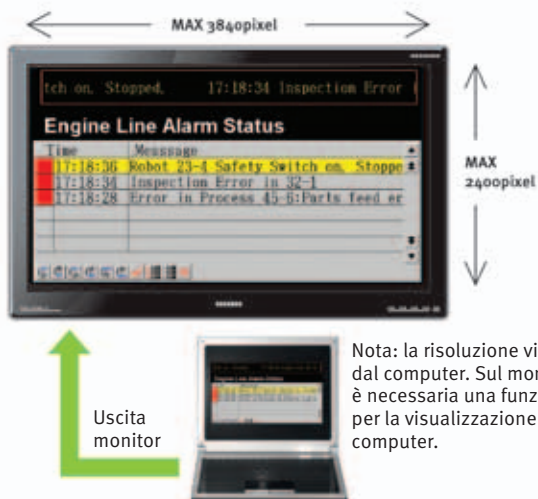 MAX 3840pixel
tch on, Stopped,    17:18:34 Inspection Error
Engine Line Alarm Status
Time    Messsage
17:18:36 Robot 23-4 Safety Switch on, Stoppe
17:18:34 Inspection Error in 32-1
17:18:28 Error in Process 45-6:Parts feed er
MAX
2400pixel
Uscita
monitor
Nota: la risoluzione vi
dal computer. Sul mon
è necessaria una funz
per la visualizzazione
computer.